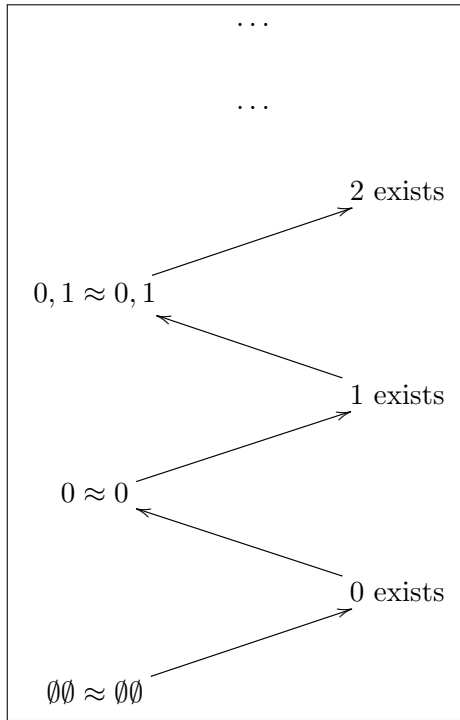 ...
...
2 exists
0, 1 ≈ 0, 1
1 exists
0 ≈ 0
0 exists
∅∅ ≈ ∅∅